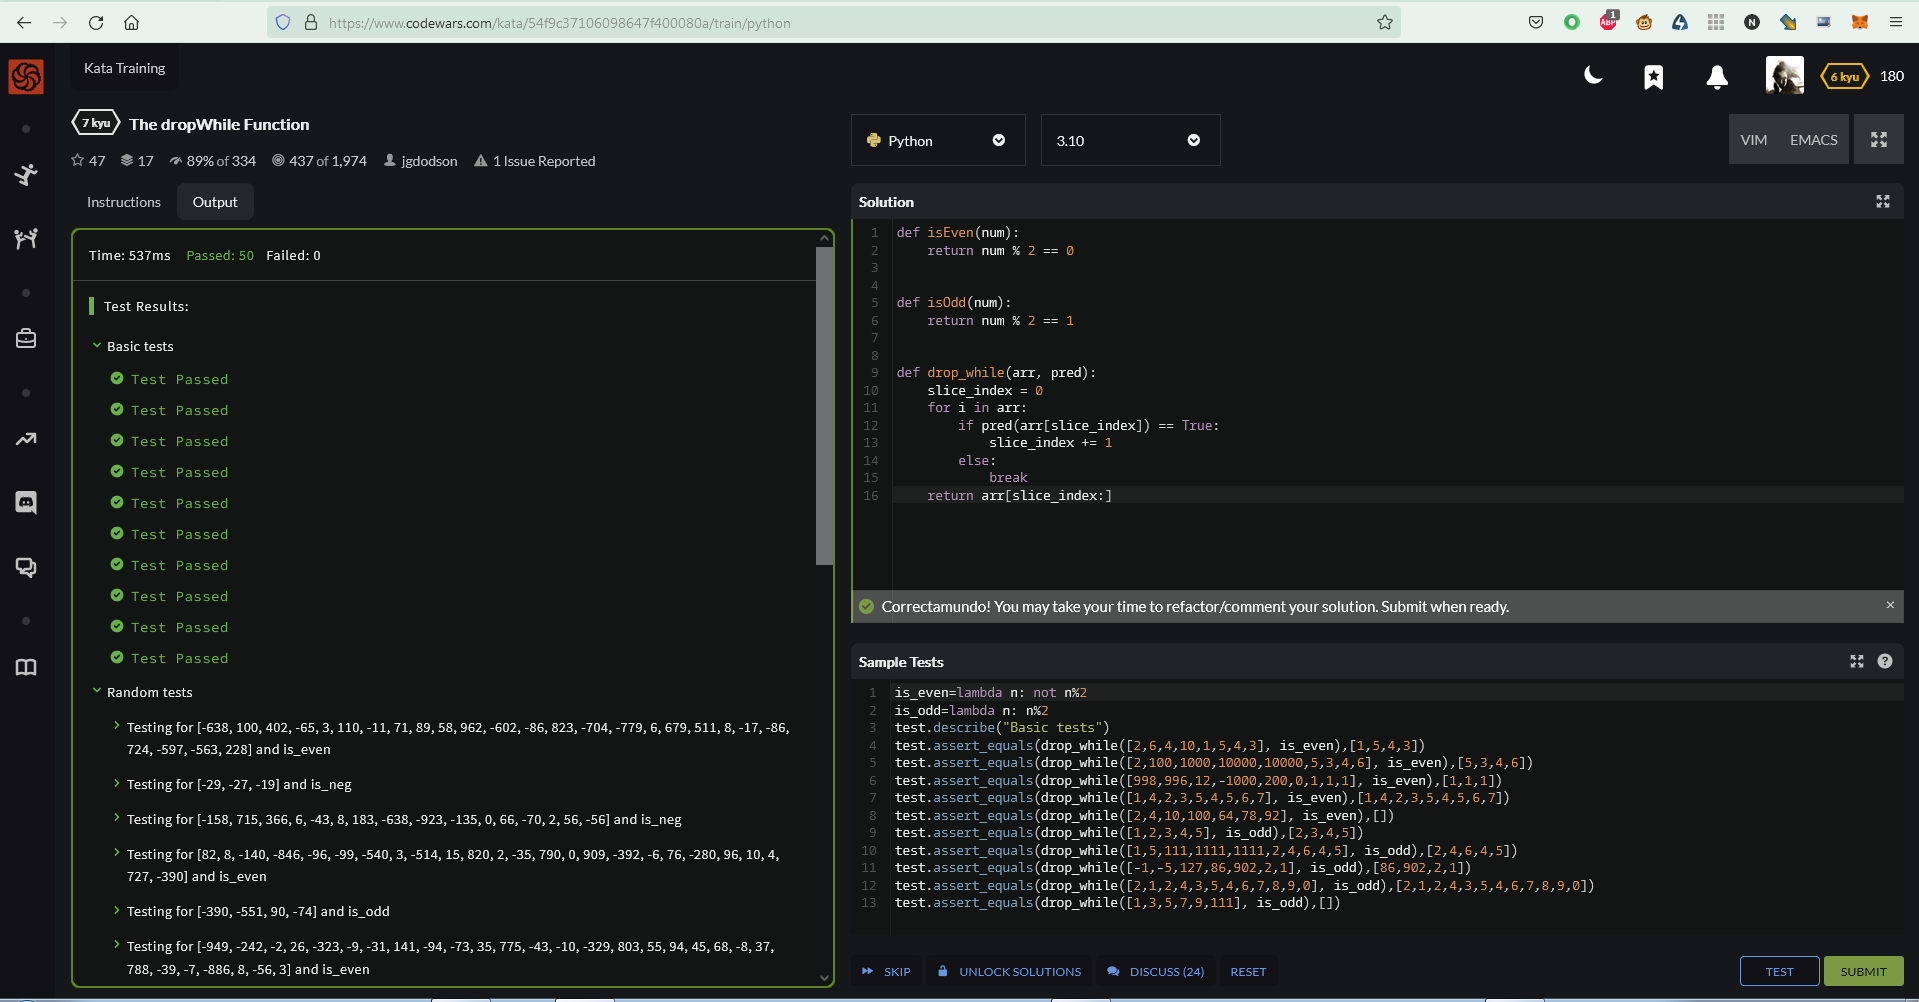 https://www.codewars.com/kata/54f9c37106098647f400080a/train/python
1
ABP
N
Kata Training
6 kyu
180
7 kyu
The dropWhile Function
47
17
89% of 334
437 of 1,974
jgdodson
1 Issue Reported
Python
3.10
VIM
EMACS
Instructions
Output
Time: 537ms Passed: 50 Failed: 0
Test Results:
Basic tests
Test Passed
Test Passed
Test Passed
Test Passed
Test Passed
Test Passed
Test Passed
Test Passed
Test Passed
Test Passed
Random tests
Testing for [-638, 100, 402, -65, 3, 110, -11, 71, 89, 58, 962, -602, -86, 823, -704, -779, 6, 679, 511, 8, -17, -86,
724, -597, -563, 228] and is_even
Testing for [-29, -27, -19] and is_neg
Testing for [-158, 715, 366, 6, -43, 8, 183, -638, -923, -135, 0, 66, -70, 2, 56, -56] and is_neg
Testing for [82, 8, -140, -846, -96, -99, -540, 3, -514, 15, 820, 2, -35, 790, 0, 909, -392, -6, 76, -280, 96, 10, 4,
727, -390] and is_even
Testing for [-390, -551, 90, -74] and is_odd
Testing for [-949, -242, -2, 26, -323, -9, -31, 141, -94, -73, 35, 775, -43, -10, -329, 803, 55, 94, 45, 68, -8, 37,
788, -39, -7, -886, 8, -56, 3] and is_even
Solution
1 def isEven(num):
2     return num % 2 == 0
3
4
5 def isOdd(num):
6     return num % 2 == 1
7
8
9 def drop_while(arr, pred):
10     slice_index = 0
11     for i in arr:
12         if pred(arr[slice_index]) == True:
13             slice_index += 1
14         else:
15             break
16     return arr[slice_index:]
Correctamundo! You may take your time to refactor/comment your solution. Submit when ready.
Sample Tests
1 is_even=lambda n: not n%2
2 is_odd=lambda n: n%2
3 test.describe("Basic tests")
4 test.assert_equals(drop_while([2,6,4,10,1,5,4,3], is_even),[1,5,4,3])
5 test.assert_equals(drop_while([2,100,1000,10000,10000,5,3,4,6], is_even),[5,3,4,6])
6 test.assert_equals(drop_while([998,996,12,-1000,200,0,1,1,1], is_even),[1,1,1])
7 test.assert_equals(drop_while([1,4,2,3,5,4,5,6,7], is_even),[1,4,2,3,5,4,5,6,7])
8 test.assert_equals(drop_while([2,4,10,100,64,78,92], is_even),[])
9 test.assert_equals(drop_while([1,2,3,4,5], is_odd),[2,3,4,5])
10 test.assert_equals(drop_while([1,5,111,1111,1111,2,4,6,4,5], is_odd),[2,4,6,4,5])
11 test.assert_equals(drop_while([-1,-5,127,86,902,2,1], is_odd),[86,902,2,1])
12 test.assert_equals(drop_while([2,1,2,4,3,5,4,6,7,8,9,0], is_odd),[2,1,2,4,3,5,4,6,7,8,9,0])
13 test.assert_equals(drop_while([1,3,5,7,9,111], is_odd),[])
SKIP
UNLOCK SOLUTIONS
DISCUSS (24)
RESET
TEST
SUBMIT